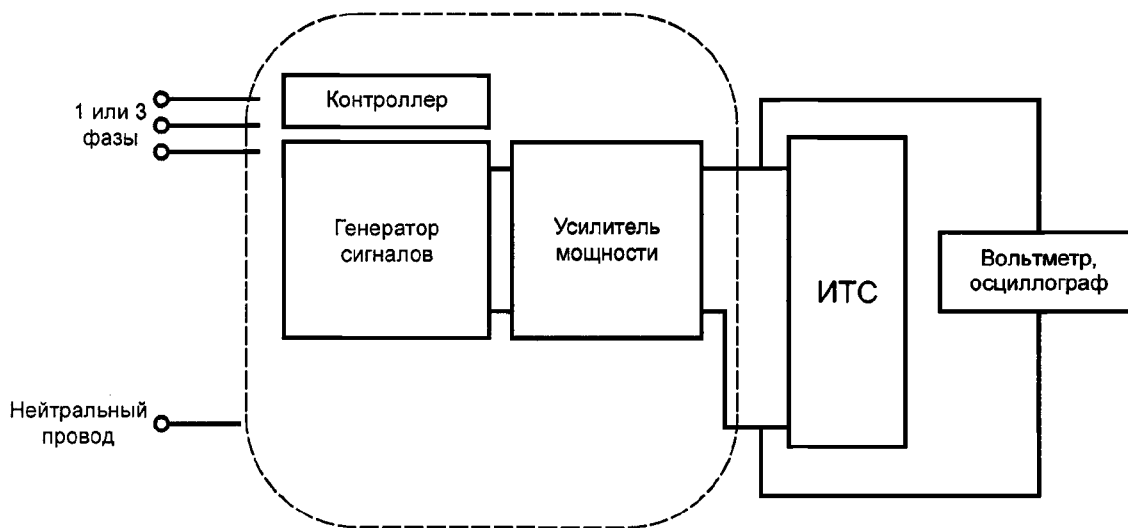 Контроллер
1 или 3
фазы
Генератор
сигналов
Усилитель
мощности
ИТС
Вольтметр,
осциллограф
Нейтральный
провод